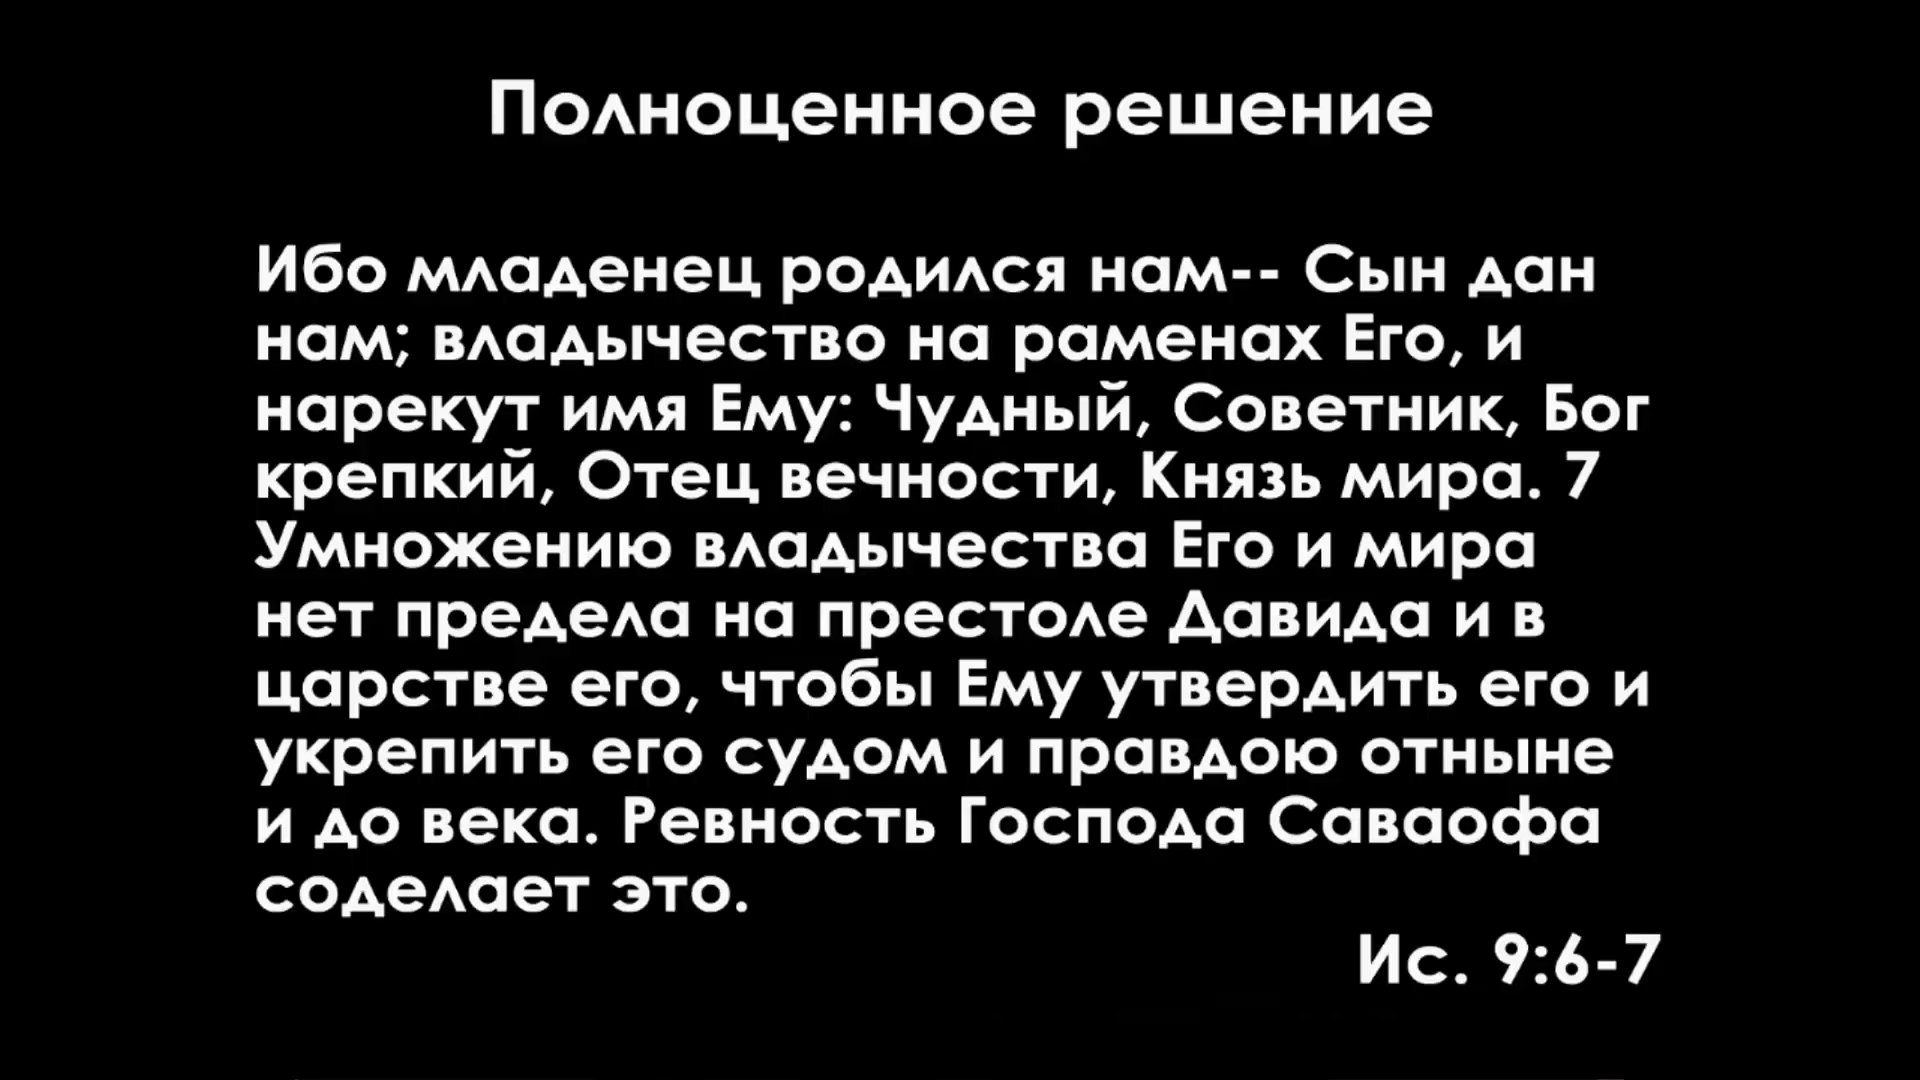 Полноценное решение
Ибо младенец родился нам-- Сын дан
нам; владычество на раменах Его, и
нарекут имя Ему: Чудный, Советник, Бог
крепкий, Отец вечности, Князь мира. 7
Умножению владычества Его и мира
нет предела на престоле Давида и в
царстве его, чтобы Ему утвердить его и
укрепить его судом и правдою отныне
и до века. Ревность Господа Саваофа
соделает это.
Ис. 9:6-7